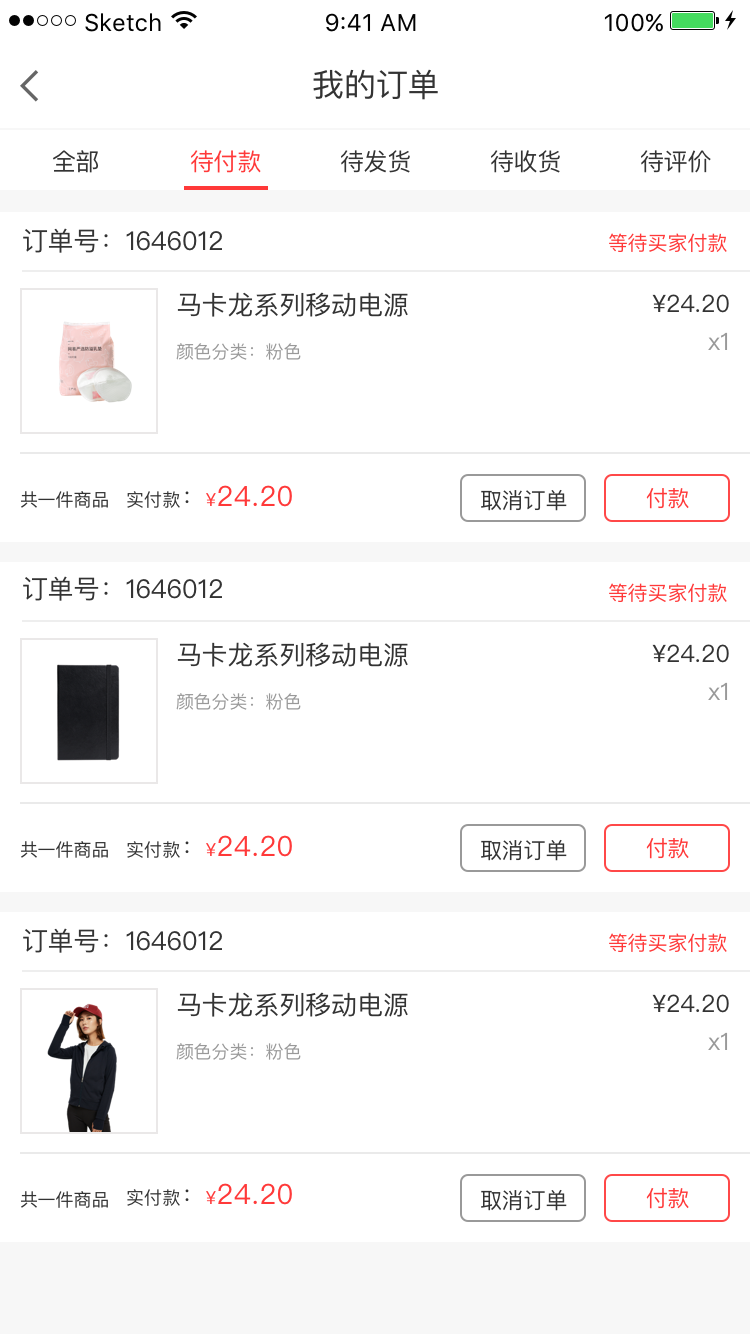 Sketch 9:41 AM 100%
我的订单
全部 待付款 待发货 待收货 待评价
订单号：1646012 等待买家付款
马卡龙系列移动电源 ¥24.20
颜色分类：粉色 x1
共一件商品 实付款：¥24.20 取消订单 付款
订单号：1646012 等待买家付款
马卡龙系列移动电源 ¥24.20
颜色分类：粉色 x1
共一件商品 实付款：¥24.20 取消订单 付款
订单号：1646012 等待买家付款
马卡龙系列移动电源 ¥24.20
颜色分类：粉色 x1
共一件商品 实付款：¥24.20 取消订单 付款